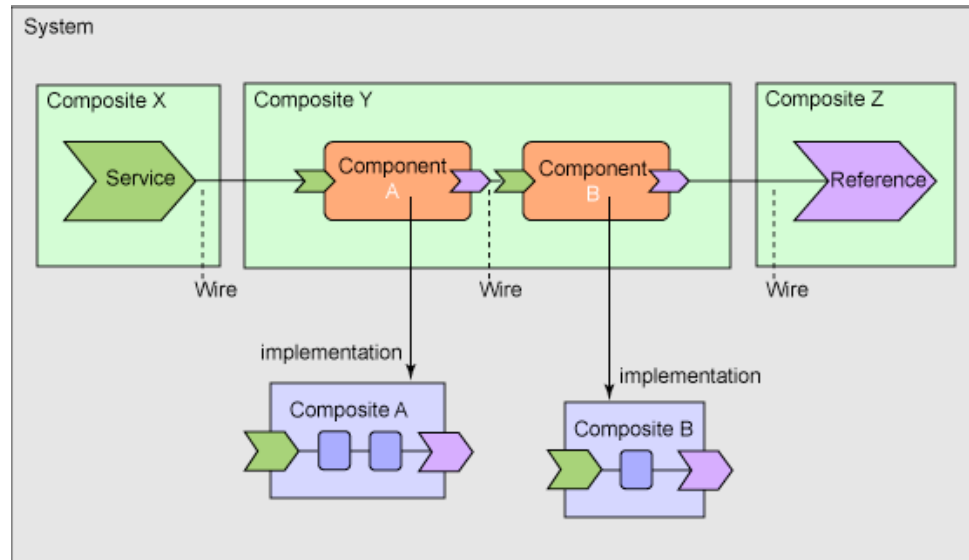 System
Composite X
Composite Y
Composite Z
Service
Component
A
Component
B
Reference
Wire
Wire
Wire
implementation
implementation
Composite A
Composite B